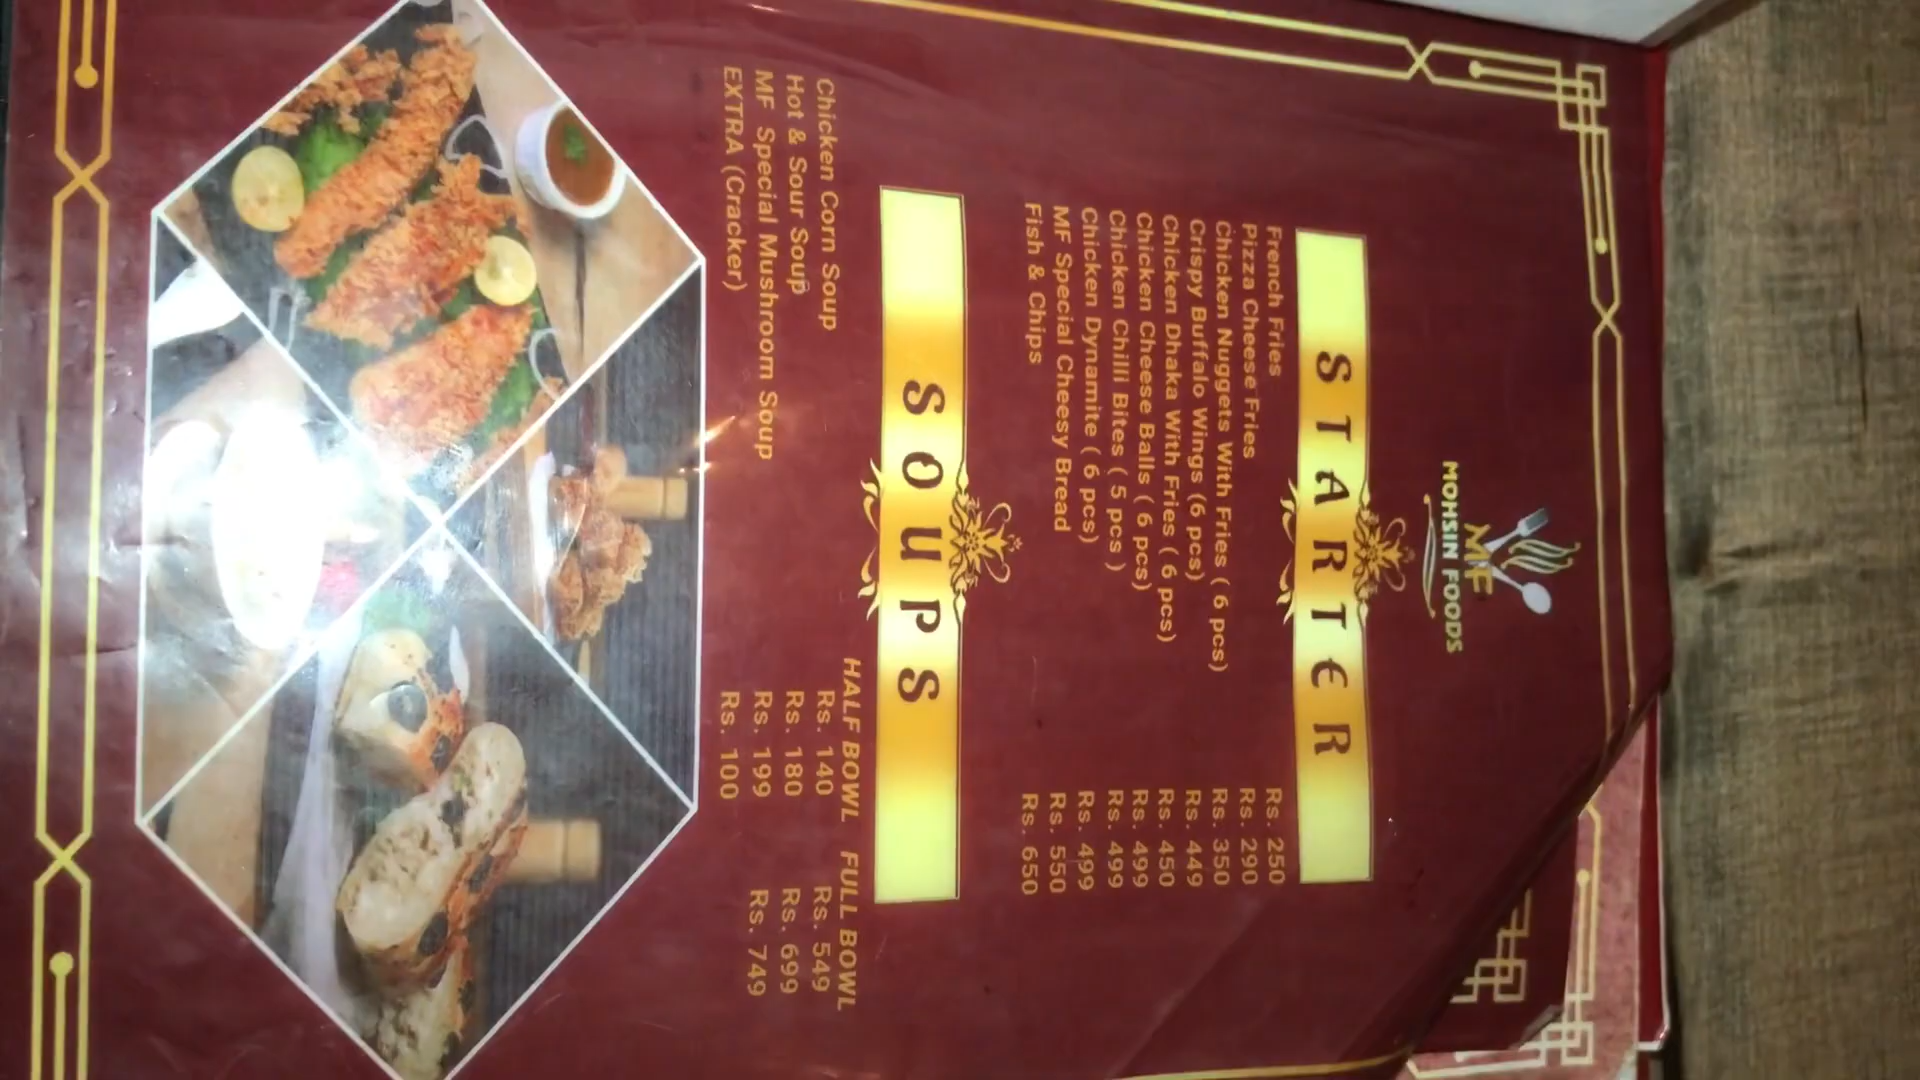 MF
MOHSIN FOODS
STARTER
French Fries Rs. 250
Pizza Cheese Fries Rs. 290
Chicken Nuggets With Fries ( 6 pcs) Rs. 350
Crispy Buffalo Wings (6 pcs) Rs. 449
Chicken Dhaka With Fries ( 6 pcs) Rs. 450
Chicken Cheese Balls ( 6 pcs) Rs. 499
Chicken Chilli Bites ( 5 pcs ) Rs. 499
Chicken Dynamite ( 6 pcs) Rs. 499
MF Special Cheesy Bread Rs. 550
Fish & Chips Rs. 650
SOUPS
HALF BOWL FULL BOWL
Chicken Corn Soup Rs. 140 Rs. 549
Hot & Sour Soup Rs. 180 Rs. 699
MF Special Mushroom Soup Rs. 199 Rs. 749
EXTRA (Cracker) Rs. 100